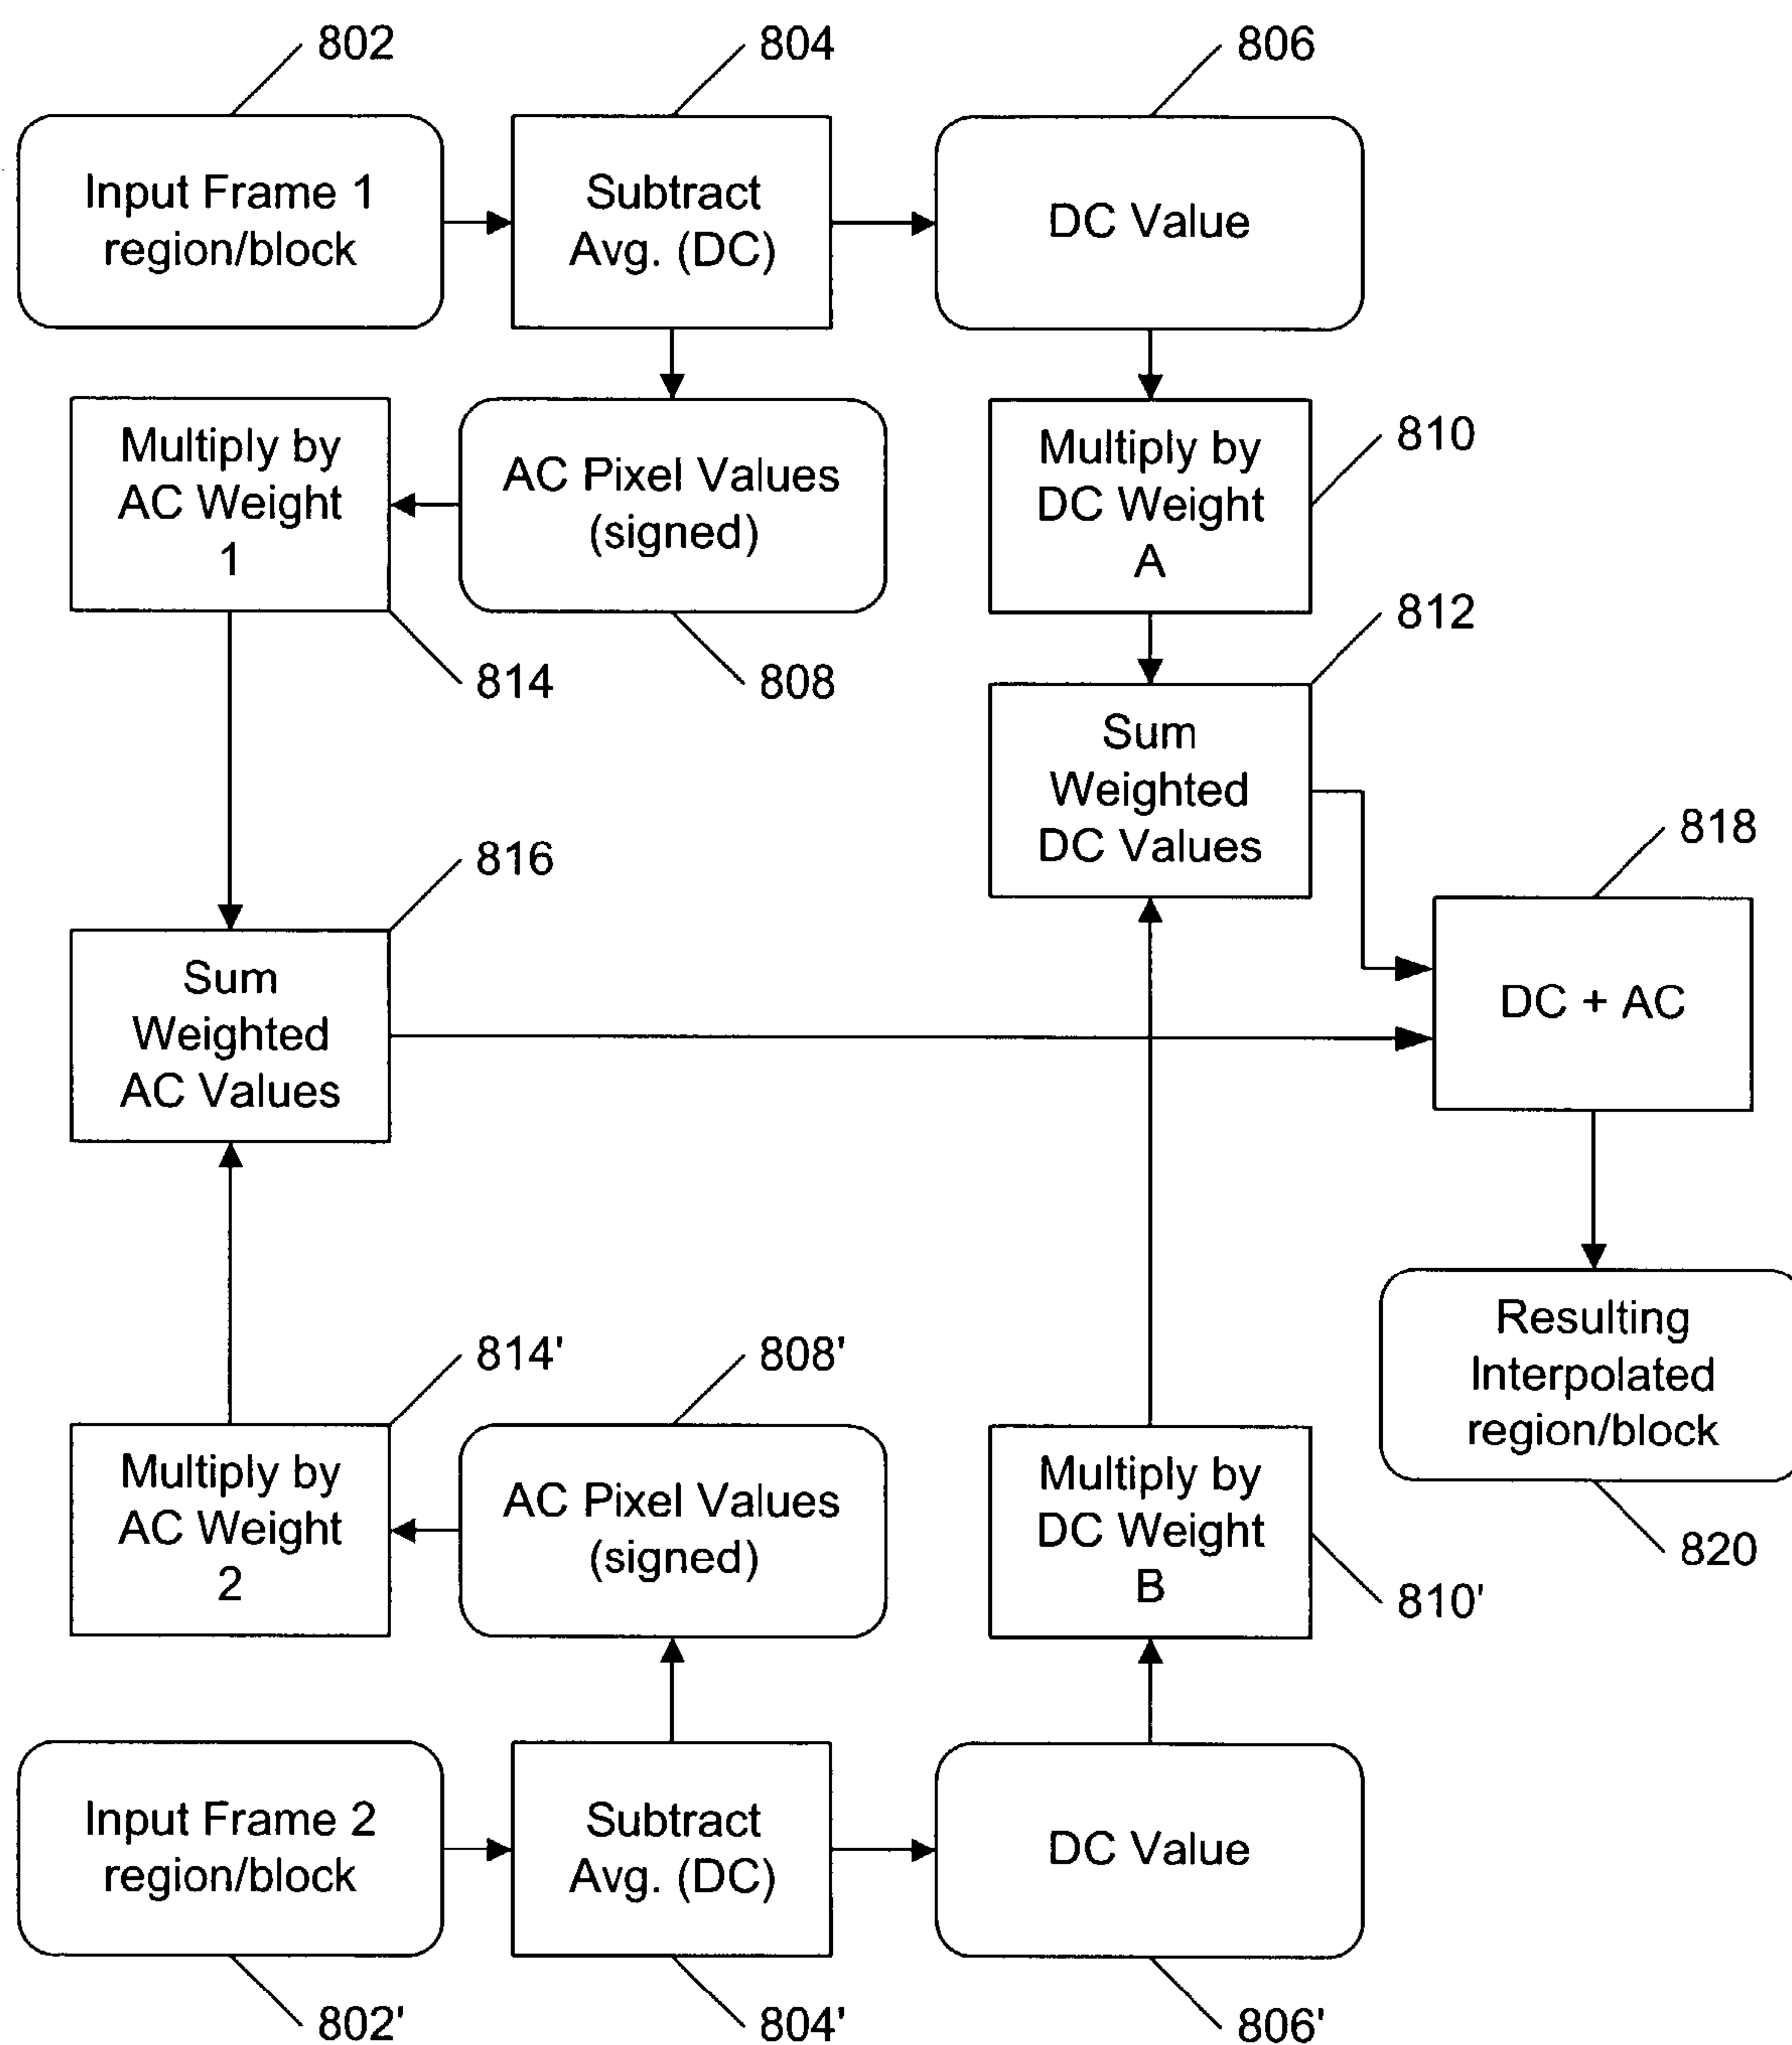 802
804
806
Input Frame 1
region/block
Subtract
Avg. (DC)
DC Value
Multiply by
AC Weight
1
AC Pixel Values
(signed)
Multiply by
DC Weight
A
810
814
808
812
Sum
Weighted
DC Values
818
816
Sum
Weighted
AC Values
DC + AC
814'
808'
Resulting
Interpolated
region/block
820
Multiply by
AC Weight
2
AC Pixel Values
(signed)
Multiply by
DC Weight
B
810'
Input Frame 2
region/block
Subtract
Avg. (DC)
DC Value
802'
804'
806'